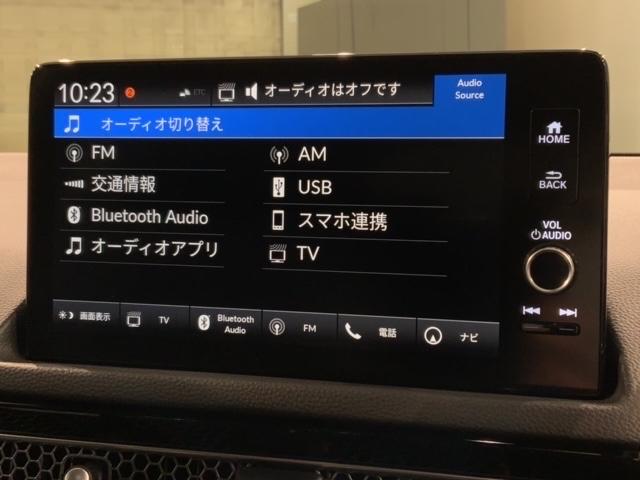 10:23 2 ETC オーディオはオフです Audio Source
オーディオ切り替え
FM AM
交通情報 USB
Bluetooth Audio スマホ連携
オーディオアプリ TV
画面表示 TV Bluetooth Audio FM 電話 ナビ
HOME
BACK
VOL
AUDIO